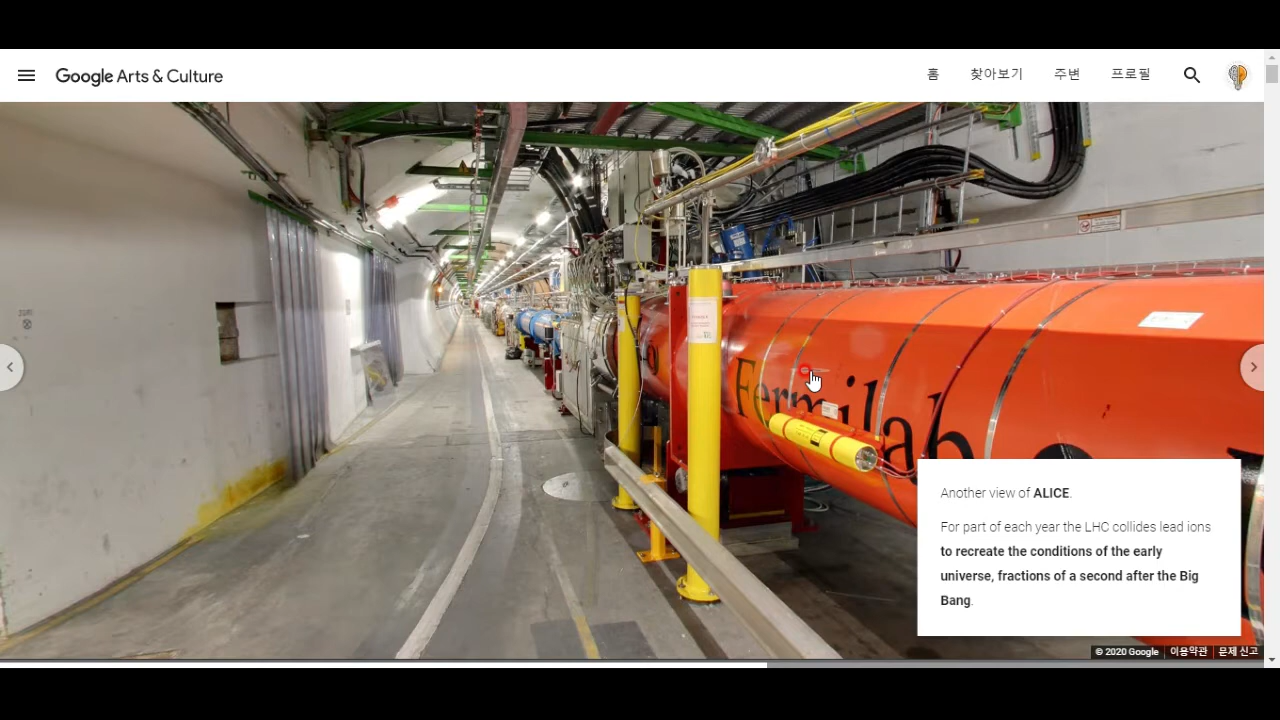 Google Arts & Culture
홈 찾아보기 주변 프로필
Fermilab
Another view of ALICE.
For part of each year the LHC collides lead ions
to recreate the conditions of the early
universe, fractions of a second after the Big
Bang.
© 2020 Google 이용약관 문제 신고